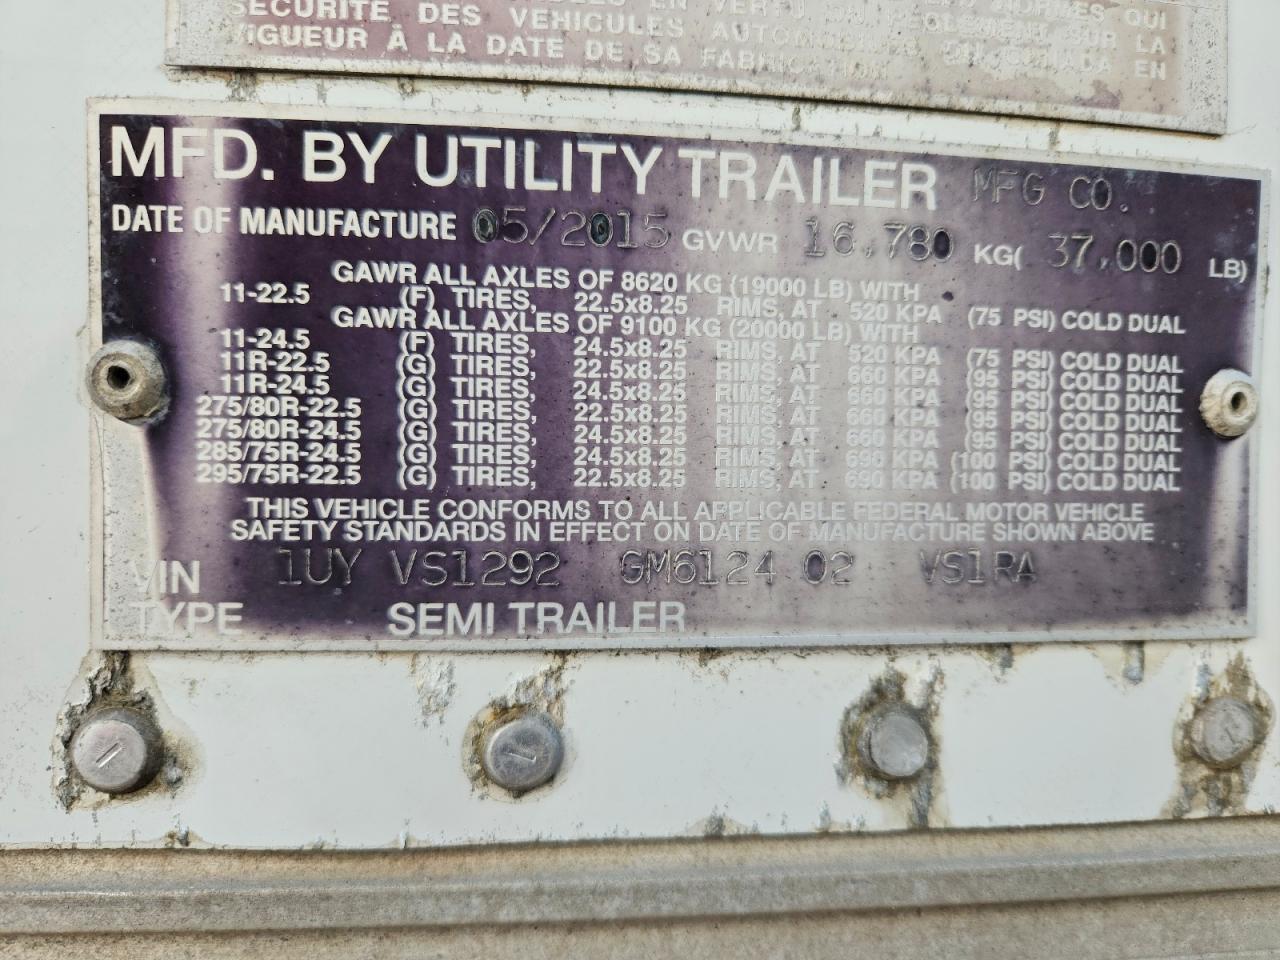 NORMES QUI
SÉCURITÉ DES VÉHICULES AUTOMOBILES DU CANADA EN
VIGUEUR À LA DATE DE SA FABRICATION
MFD. BY UTILITY TRAILER MFG CO.
DATE OF MANUFACTURE 05/2015 GVWR 16,780 KG( 37,000 LB)
GAWR ALL AXLES OF 8620 KG (19000 LB) WITH
11-22.5 (F) TIRES, 22.5x8.25 RIMS, AT 520 KPA (75 PSI) COLD DUAL
GAWR ALL AXLES OF 9100 KG (20000 LB) WITH
11-24.5 (F) TIRES, 24.5x8.25 RIMS, AT 520 KPA (75 PSI) COLD DUAL
11R-22.5 (G) TIRES, 22.5x8.25 RIMS, AT 660 KPA (95 PSI) COLD DUAL
11R-24.5 (G) TIRES, 24.5x8.25 RIMS, AT 660 KPA (95 PSI) COLD DUAL
275/80R-22.5 (G) TIRES, 22.5x8.25 RIMS, AT 660 KPA (95 PSI) COLD DUAL
275/80R-24.5 (G) TIRES, 24.5x8.25 RIMS, AT 660 KPA (95 PSI) COLD DUAL
285/75R-24.5 (G) TIRES, 24.5x8.25 RIMS, AT 690 KPA (100 PSI) COLD DUAL
295/75R-22.5 (G) TIRES, 22.5x8.25 RIMS, AT 690 KPA (100 PSI) COLD DUAL
THIS VEHICLE CONFORMS TO ALL APPLICABLE FEDERAL MOTOR VEHICLE
SAFETY STANDARDS IN EFFECT ON DATE OF MANUFACTURE SHOWN ABOVE
VIN 1UY VS1292 GM6124 02 VS1RA
TYPE SEMI TRAILER